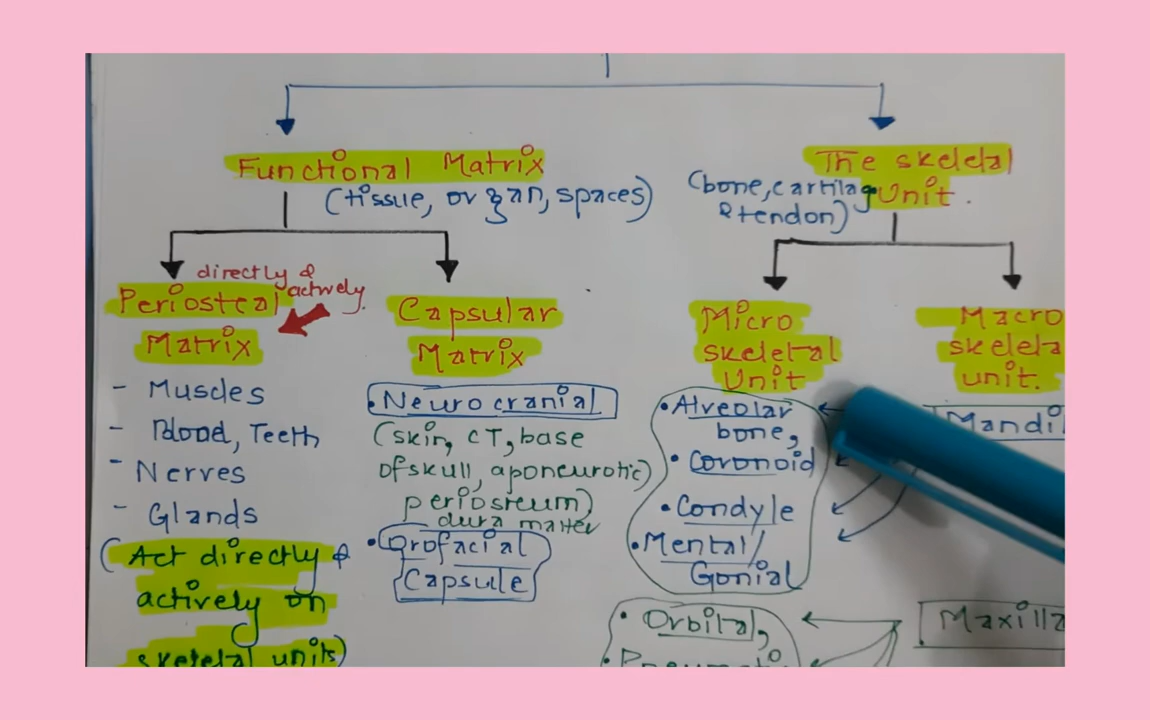 Functional Matrix
(tissue, organ, spaces)
The skeletal
Unit.
(bone, cartilag
& tendon)
directly &
actively.
Periosteal
Matrix
- Muscles
- Blood, Teeth
- Nerves
- Glands
(Act directly &
actively on
skeletal units)
Capsular
Matrix
• Neurocranial
(skin, CT, base
of skull, aponeurotic)
periosteum)
dura matter
• Orofacial
Capsule
Micro
skeletal
Unit
• Alveolar
bone,
• Coronoid
• Condyle
• Mental/
Gonial
• Orbital,
Macro
skeleta
unit.
Mandi
Maxilla